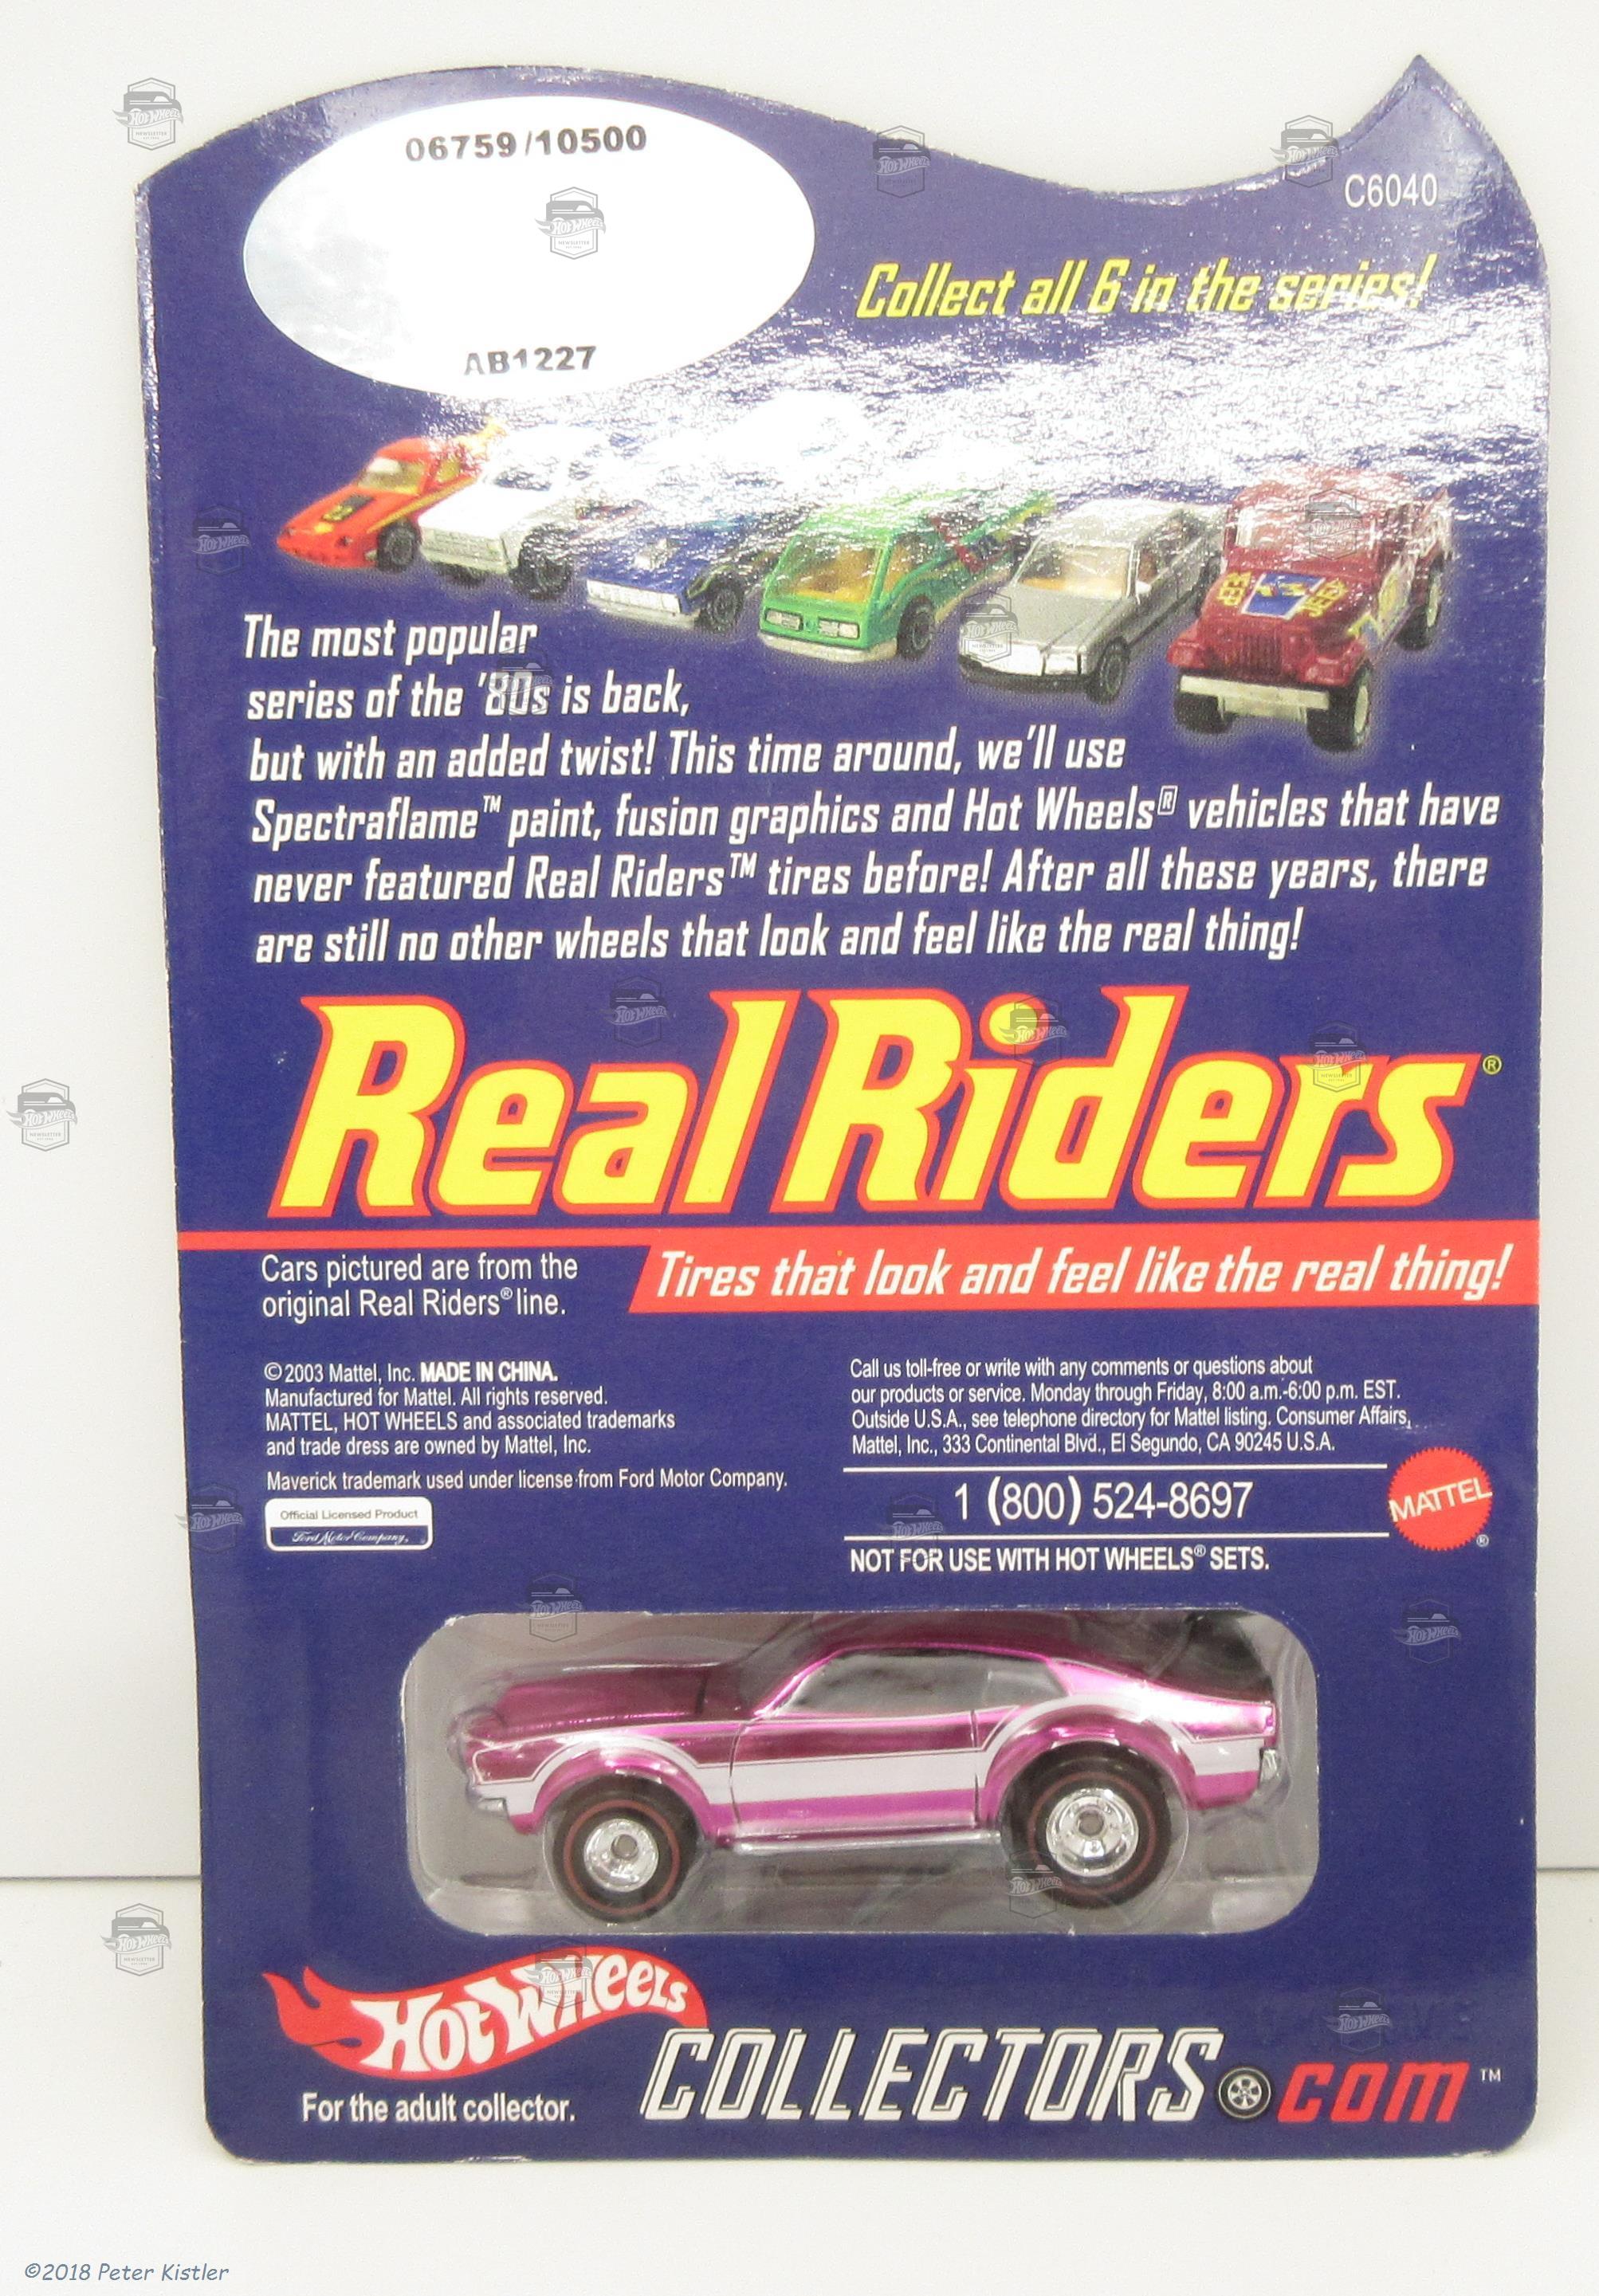 06759/10500
AB1227
C6040
Collect all 6 in the series!
JEEP
The most popular
series of the '80s is back,
but with an added twist! This time around, we'll use
Spectraflame™ paint, fusion graphics and Hot Wheels® vehicles that have
never featured Real Riders™ tires before! After all these years, there
are still no other wheels that look and feel like the real thing!
Real Riders®
Tires that look and feel like the real thing!
Cars pictured are from the
original Real Riders® line.
©2003 Mattel, Inc. MADE IN CHINA.
Manufactured for Mattel. All rights reserved.
MATTEL, HOT WHEELS and associated trademarks
and trade dress are owned by Mattel, Inc.
Maverick trademark used under license from Ford Motor Company.
Official Licensed Product
Ford Motor Company,
Call us toll-free or write with any comments or questions about
our products or service. Monday through Friday, 8:00 a.m.-6:00 p.m. EST.
Outside U.S.A., see telephone directory for Mattel listing. Consumer Affairs,
Mattel, Inc., 333 Continental Blvd., El Segundo, CA 90245 U.S.A.
1 (800) 524-8697
MATTEL®
NOT FOR USE WITH HOT WHEELS® SETS.
Hot Wheels
COLLECTORS.com™
For the adult collector.
©2018 Peter Kistler